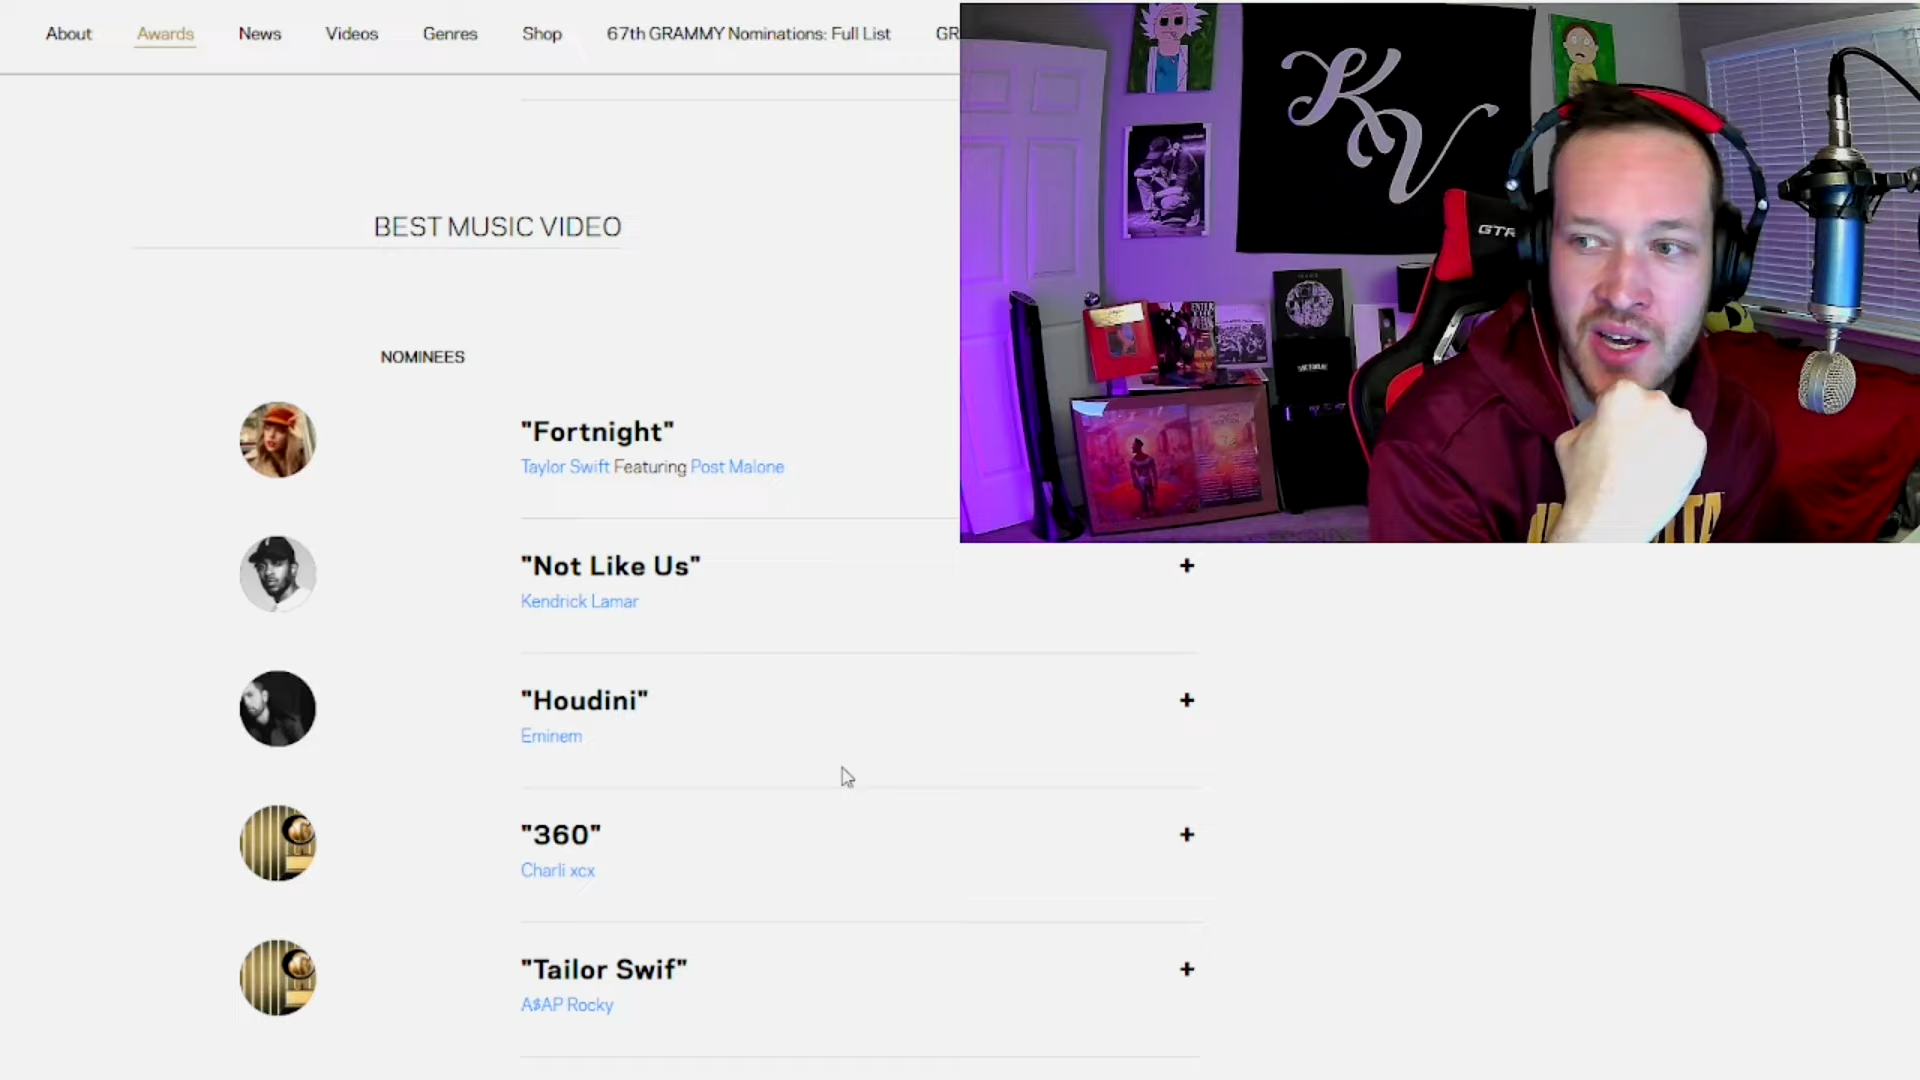 About Awards News Videos Genres Shop 67th GRAMMY Nominations: Full List GR
BEST MUSIC VIDEO
NOMINEES
"Fortnight"
Taylor Swift Featuring Post Malone
"Not Like Us"
Kendrick Lamar
"Houdini"
Eminem
"360"
Charli xcx
"Tailor Swif"
A$AP Rocky
KV
GTR